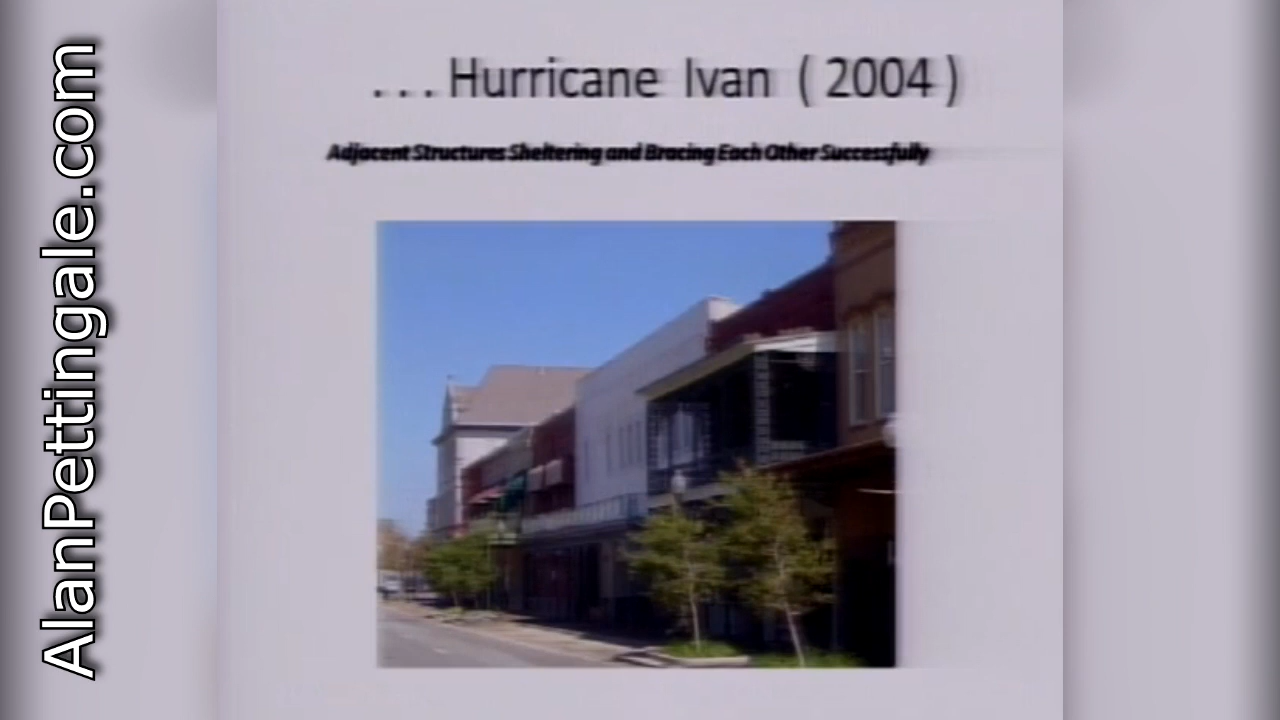 AlanPettingale.com
. . . Hurricane Ivan ( 2004 )
Adjacent Structures Sheltering and Bracing Each Other Successfully